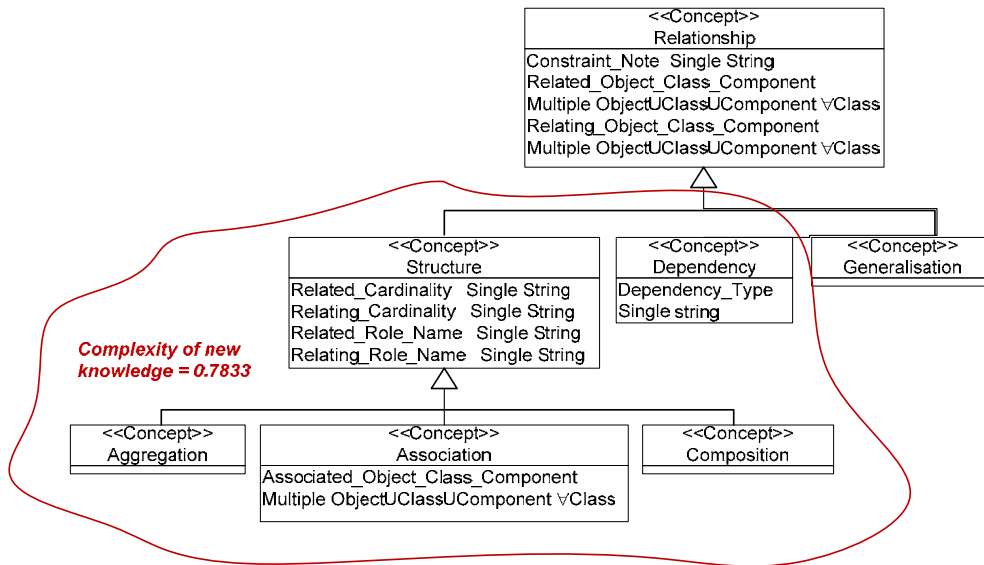 <<Concept>>
Relationship
Constraint_Note Single String
Related_Object_Class_Component
Multiple ObjectUClassUComponent ∀Class
Relating_Object_Class_Component
Multiple ObjectUClassUComponent ∀Class
<<Concept>>
Structure
Related_Cardinality Single String
Relating_Cardinality Single String
Related_Role_Name Single String
Relating_Role_Name Single String
<<Concept>>
Dependency
Dependency_Type
Single string
<<Concept>>
Generalisation
Complexity of new
knowledge = 0.7833
<<Concept>>
Aggregation
<<Concept>>
Association
Associated_Object_Class_Component
Multiple ObjectUClassUComponent ∀Class
<<Concept>>
Composition